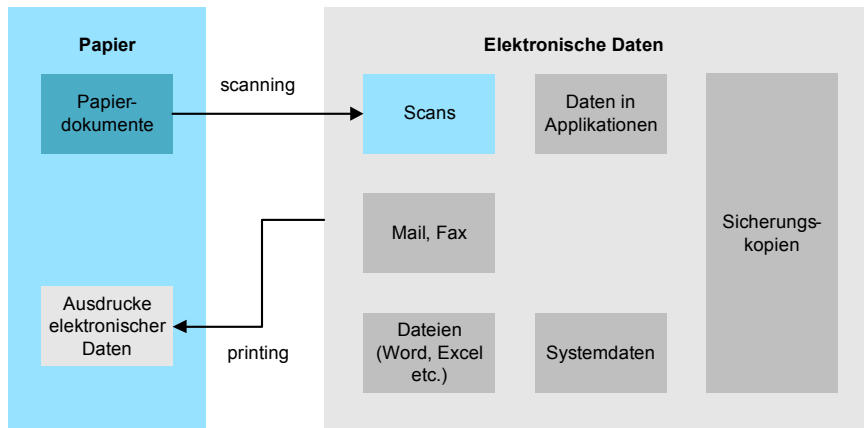 Papier
Elektronische Daten
Papier-
dokumente
scanning
Scans
Daten in
Applikationen
Mail, Fax
Sicherungs-
kopien
Ausdrucke
elektronischer
Daten
printing
Dateien
(Word, Excel
etc.)
Systemdaten